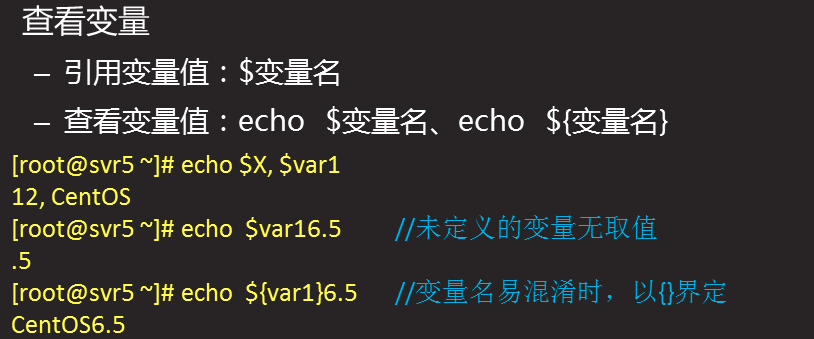 查看变量
– 引用变量值：$变量名
– 查看变量值：echo $变量名、echo ${变量名}
[root@svr5 ~]# echo $X, $var1
12, CentOS
[root@svr5 ~]# echo $var16.5 //未定义的变量无取值
.5
[root@svr5 ~]# echo ${var1}6.5 //变量名易混淆时，以{}界定
CentOS6.5